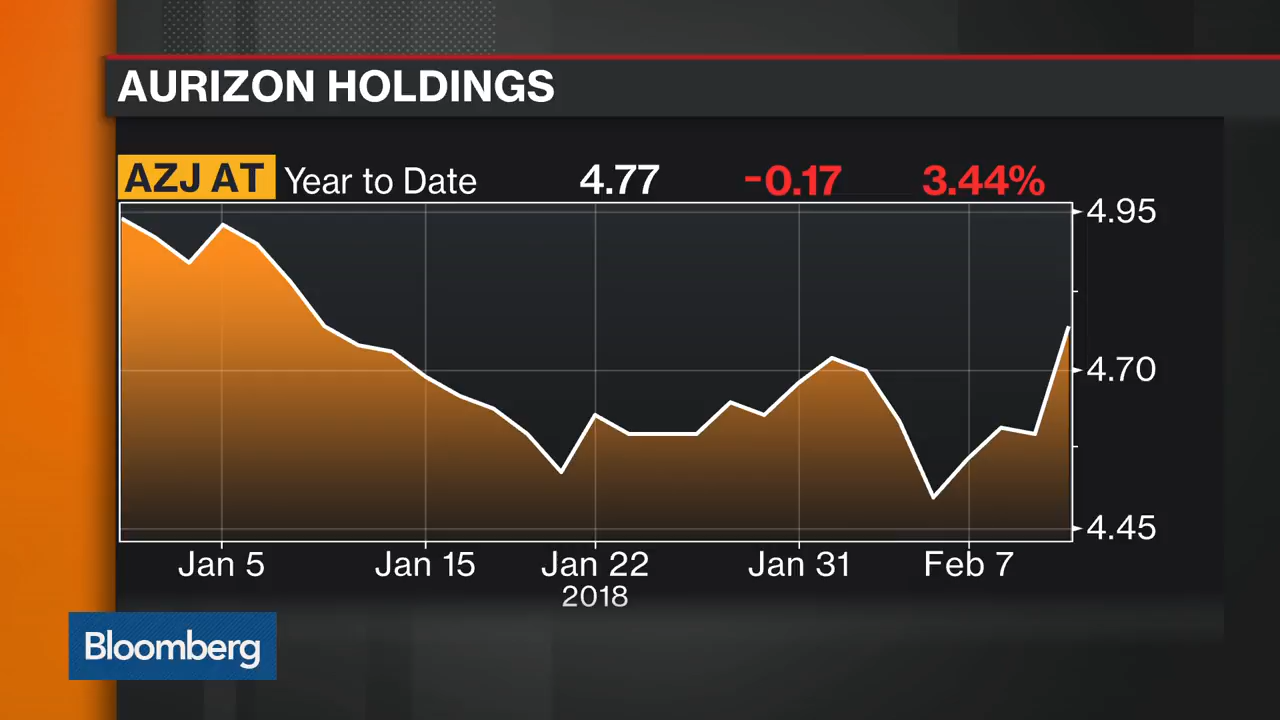 AURIZON HOLDINGS
AZJ AT Year to Date 4.77 -0.17 3.44%
4.95
4.70
4.45
Jan 5 Jan 15 Jan 22 Jan 31 Feb 7
2018
Bloomberg